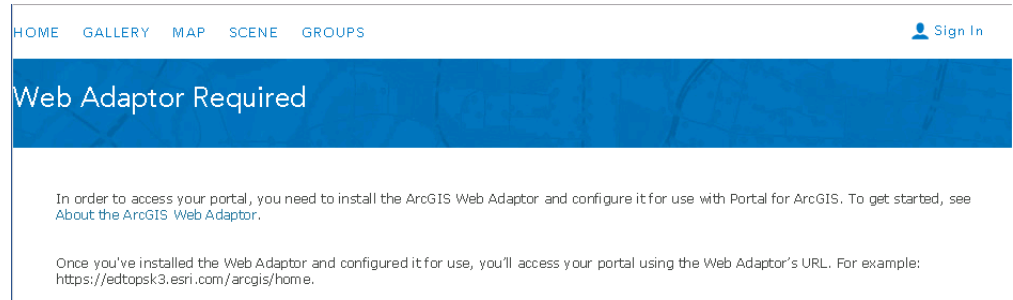 HOME GALLERY MAP SCENE GROUPS Sign In
Web Adaptor Required
In order to access your portal, you need to install the ArcGIS Web Adaptor and configure it for use with Portal for ArcGIS. To get started, see
About the ArcGIS Web Adaptor.
Once you've installed the Web Adaptor and configured it for use, you'll access your portal using the Web Adaptor's URL. For example:
https://edtopsk3.esri.com/arcgis/home.